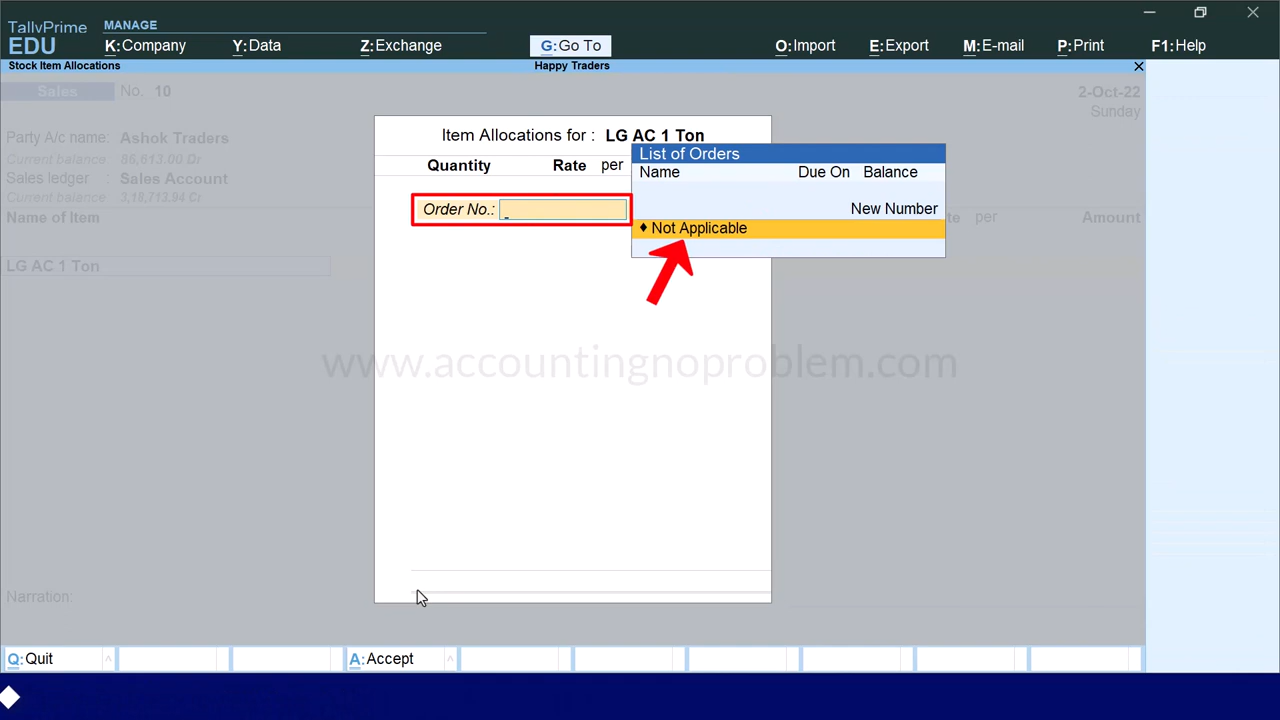 TallyPrime
EDU
MANAGE
K:Company Y:Data Z:Exchange G:Go To O:Import E:Export M:E-mail P:Print F1:Help
Stock Item Allocations Happy Traders
Sales No. 10 2-Oct-22
Sunday
Party A/c name: Ashok Traders
Current balance: 86,613.00 Dr
Sales ledger : Sales Account
Current balance: 3,18,713.94 Cr
Name of Item per Amount
LG AC 1 Ton
Item Allocations for : LG AC 1 Ton
Quantity Rate per
Order No.:
List of Orders
Name Due On Balance
New Number
♦ Not Applicable
www.accountingnoproblem.com
Narration:
Q:Quit A:Accept